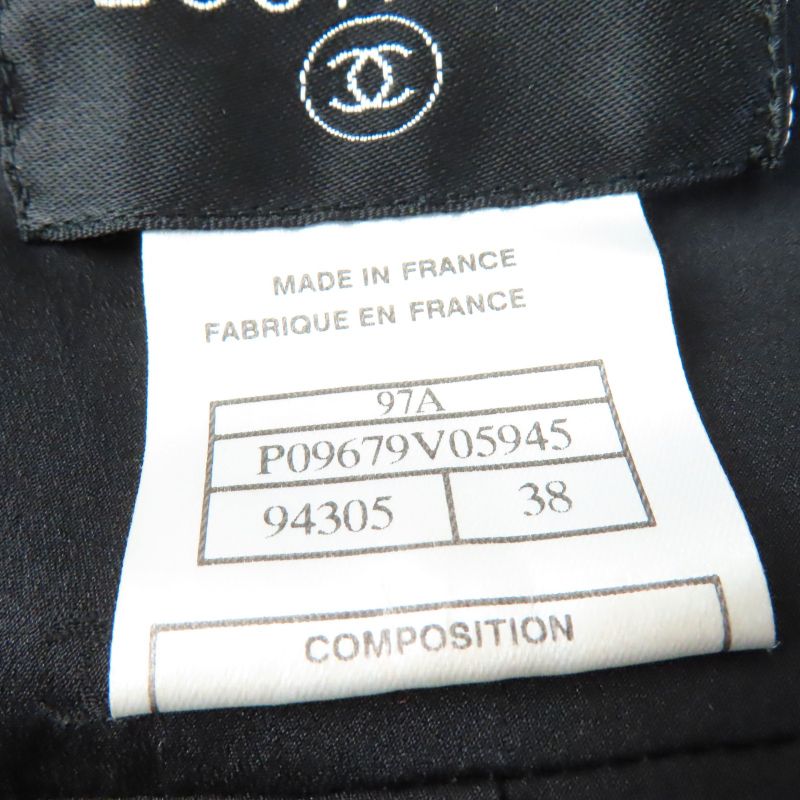 MADE IN FRANCE
FABRIQUE EN FRANCE
97A
P09679V05945
94305 38
COMPOSITION